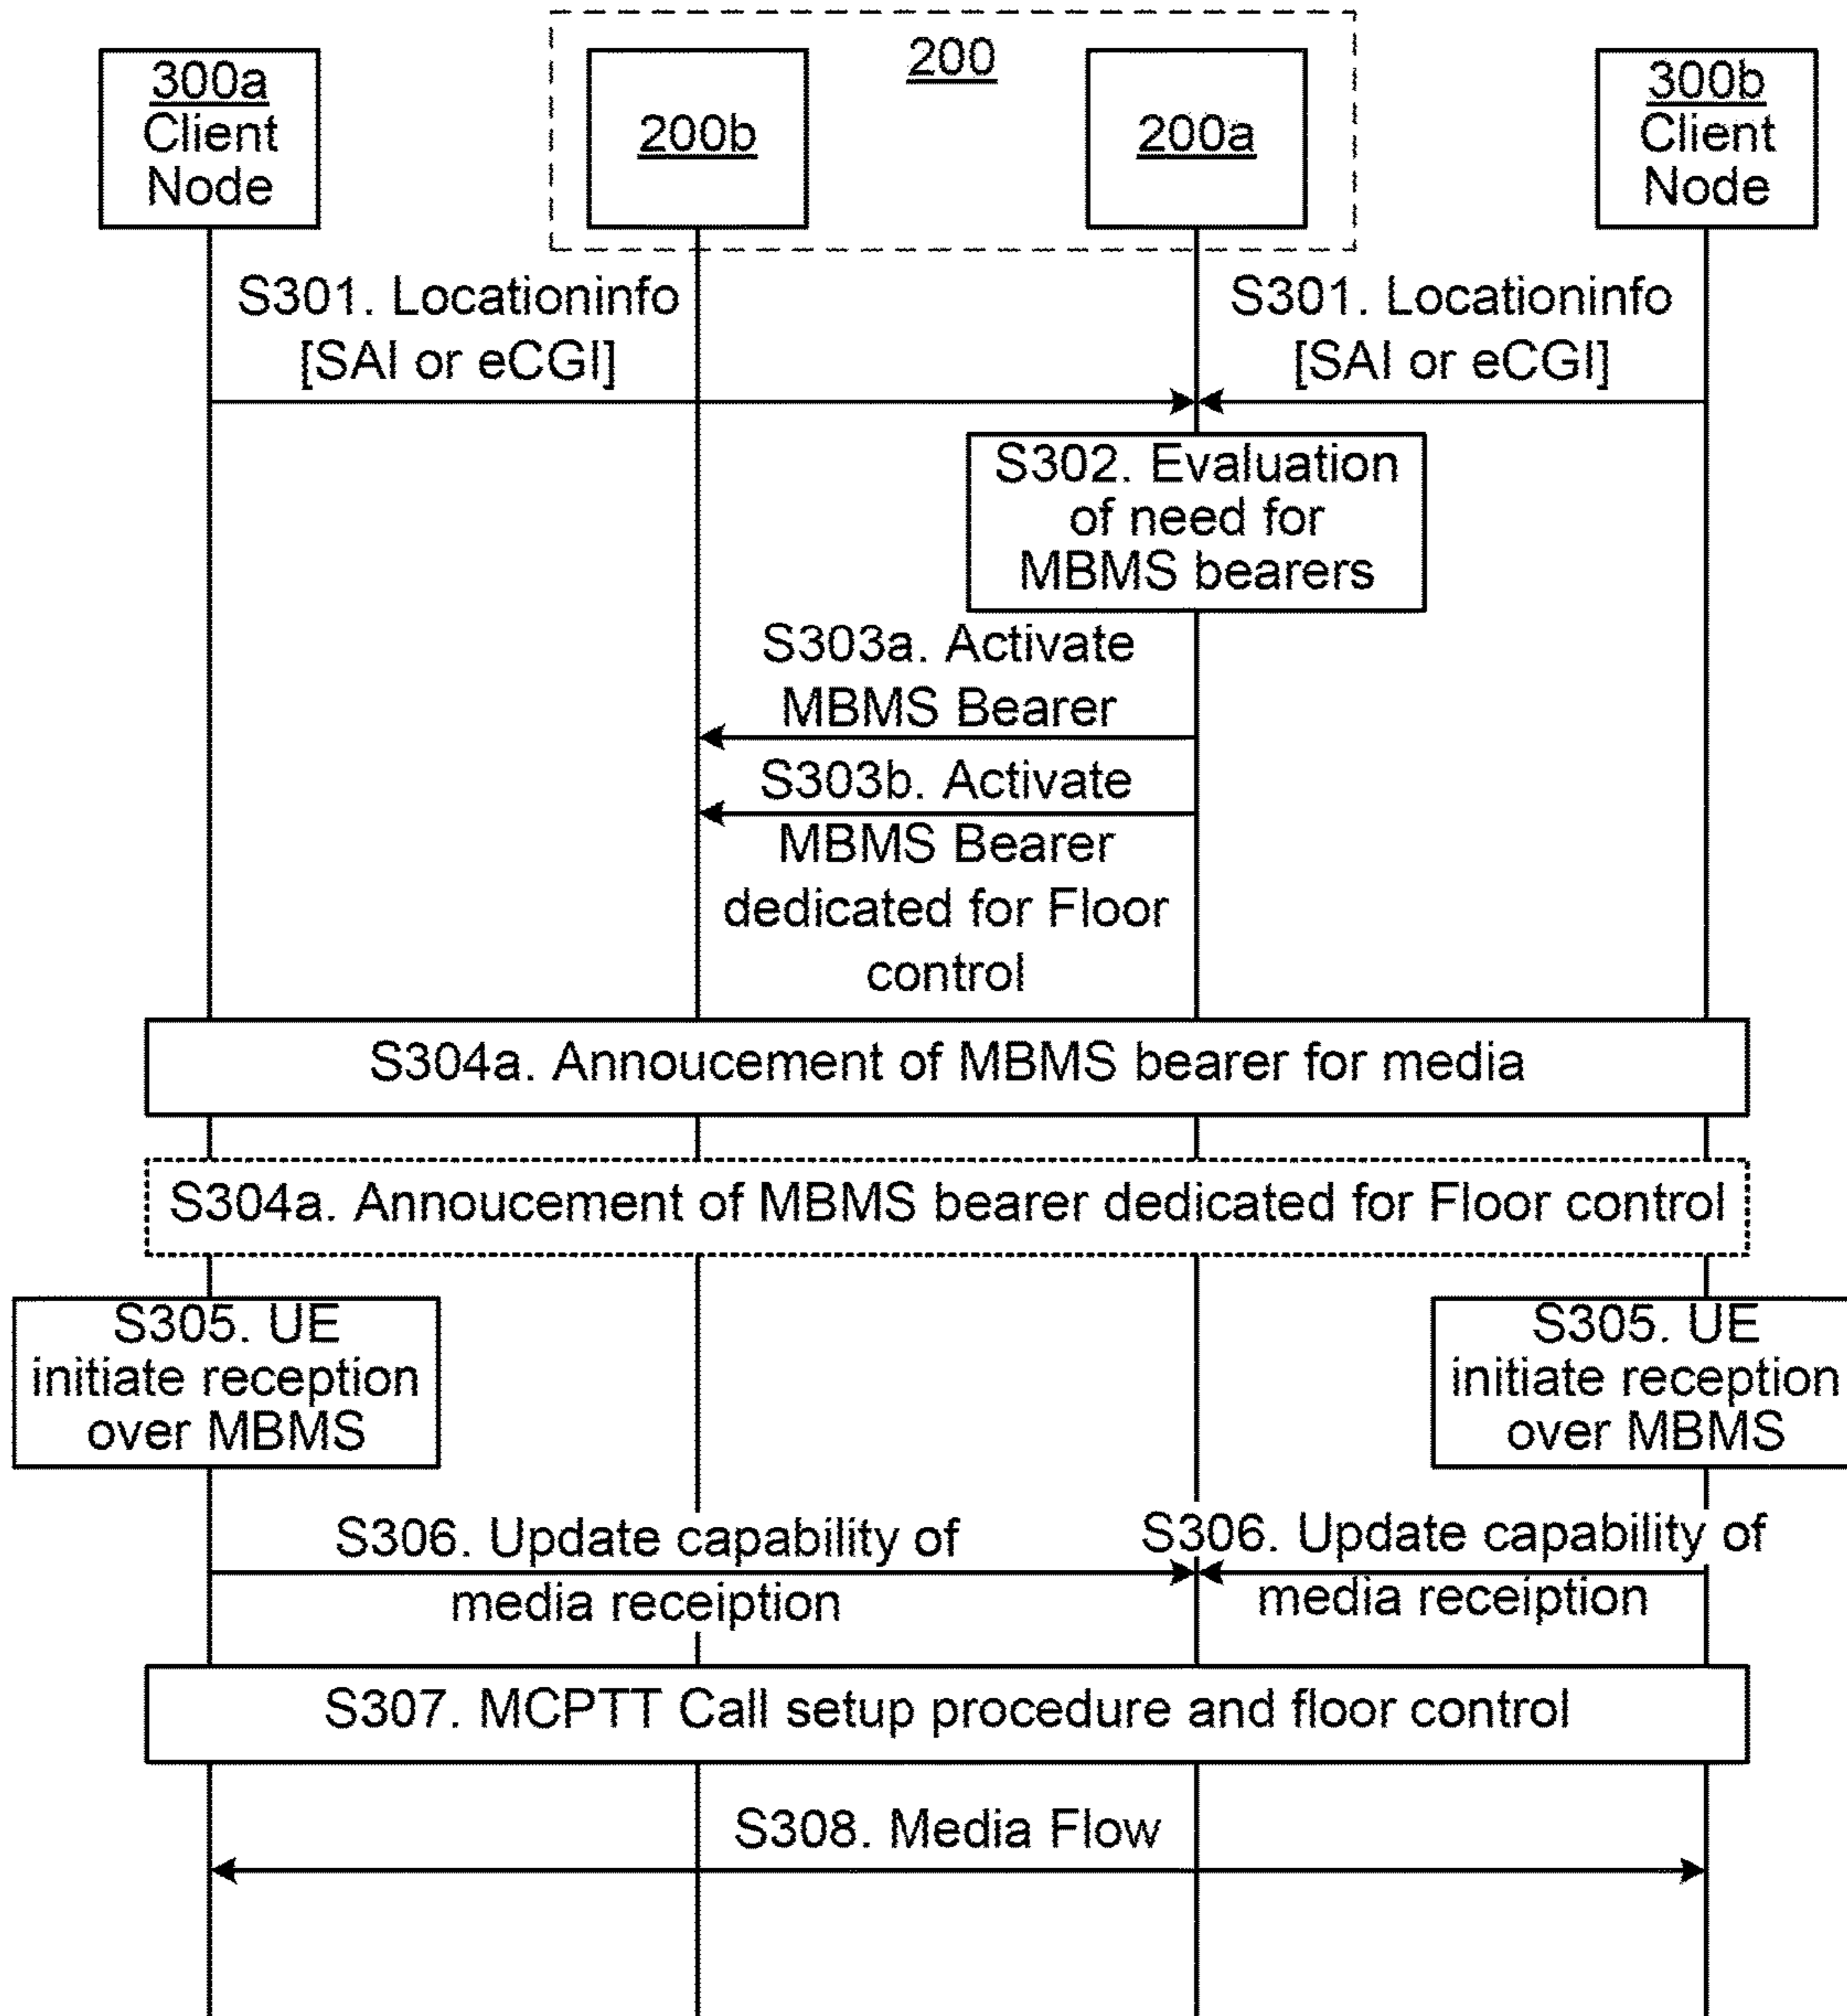 300a
Client
Node
200
200b
200a
300b
Client
Node
S301. Locationinfo
[SAI or eCGI]
S301. Locationinfo
[SAI or eCGI]
S302. Evaluation
of need for
MBMS bearers
S303a. Activate
MBMS Bearer
S303b. Activate
MBMS Bearer
dedicated for Floor
control
S304a. Annoucement of MBMS bearer for media
S304a. Annoucement of MBMS bearer dedicated for Floor control
S305. UE
initiate reception
over MBMS
S305. UE
initiate reception
over MBMS
S306. Update capability of
media receiption
S306. Update capability of
media receiption
S307. MCPTT Call setup procedure and floor control
S308. Media Flow